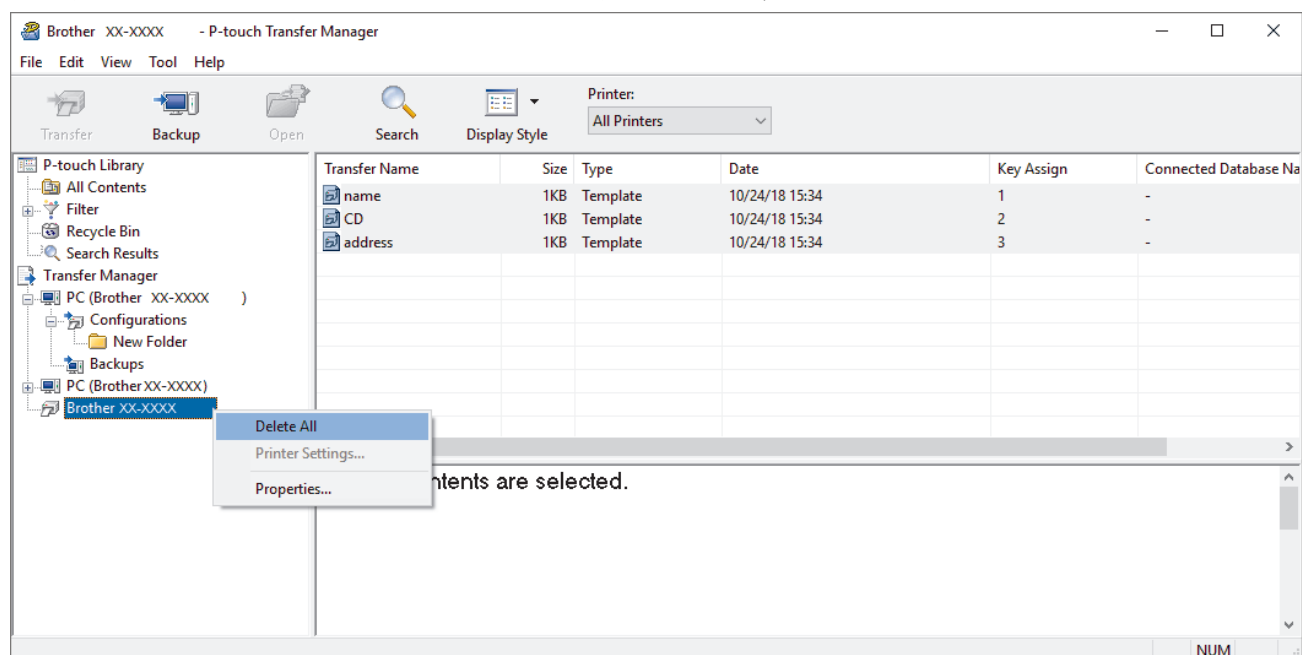 Brother XX-XXXX - P-touch Transfer Manager
File Edit View Tool Help
Transfer Backup Open Search Display Style
Printer:
All Printers
P-touch Library
All Contents
Filter
Recycle Bin
Search Results
Transfer Manager
PC (Brother XX-XXXX )
Configurations
New Folder
Backups
PC (Brother XX-XXXX)
Brother XX-XXXX
Transfer Name Size Type Date Key Assign Connected Database Na
name 1KB Template 10/24/18 15:34 1 -
CD 1KB Template 10/24/18 15:34 2 -
address 1KB Template 10/24/18 15:34 3 -
Delete All
Printer Settings...
Properties...
ntents are selected.
NUM